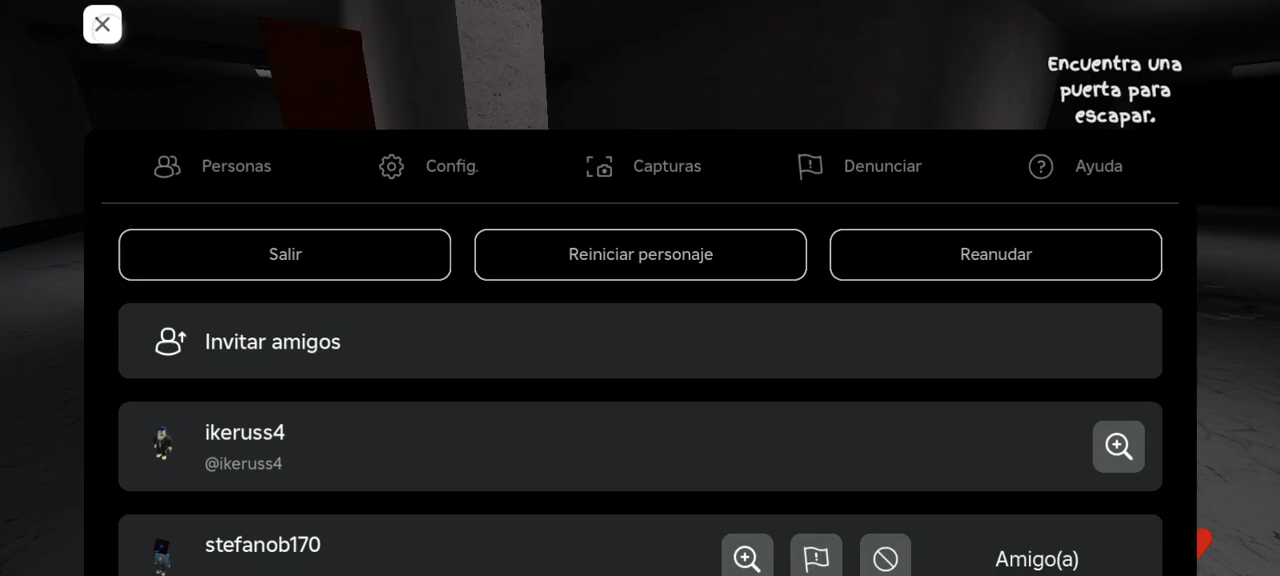 Encuentra una
puerta para
escapar.
Personas
Config.
Capturas
Denunciar
Ayuda
Salir
Reiniciar personaje
Reanudar
Invitar amigos
ikeruss4
@ikeruss4
stefanob170
Amigo(a)